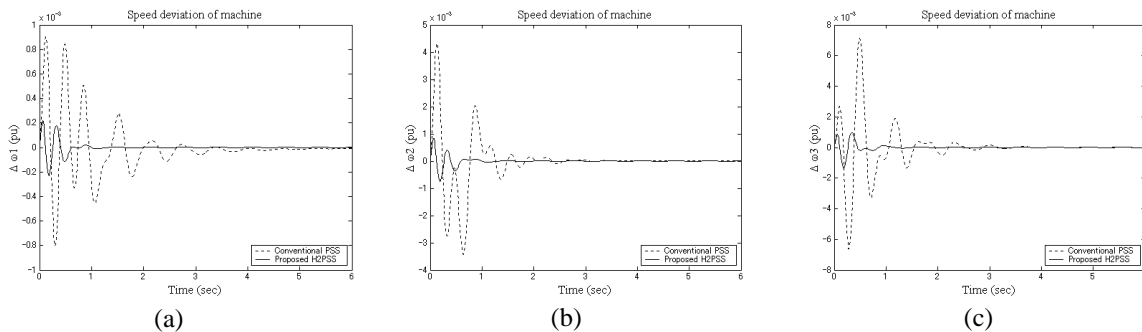 × 10⁻³
Speed deviation of machine
1
0.8
0.6
0.4
0.2
0
-0.2
-0.4
-0.6
-0.8
-1
Δ ω1 (pu)
0 1 2 3 4 5 6
Time (sec)
Conventional PSS
Proposed H2PSS
(a)
× 10⁻³
Speed deviation of machine
5
4
3
2
1
0
-1
-2
-3
-4
Δ ω2 (pu)
0 1 2 3 4 5 6
Time (sec)
Conventional PSS
Proposed H2PSS
(b)
× 10⁻³
Speed deviation of machine
8
6
4
2
0
-2
-4
-6
-8
Δ ω3 (pu)
0 1 2 3 4 5
Time (sec)
Conventional PSS
Proposed H2PSS
(c)